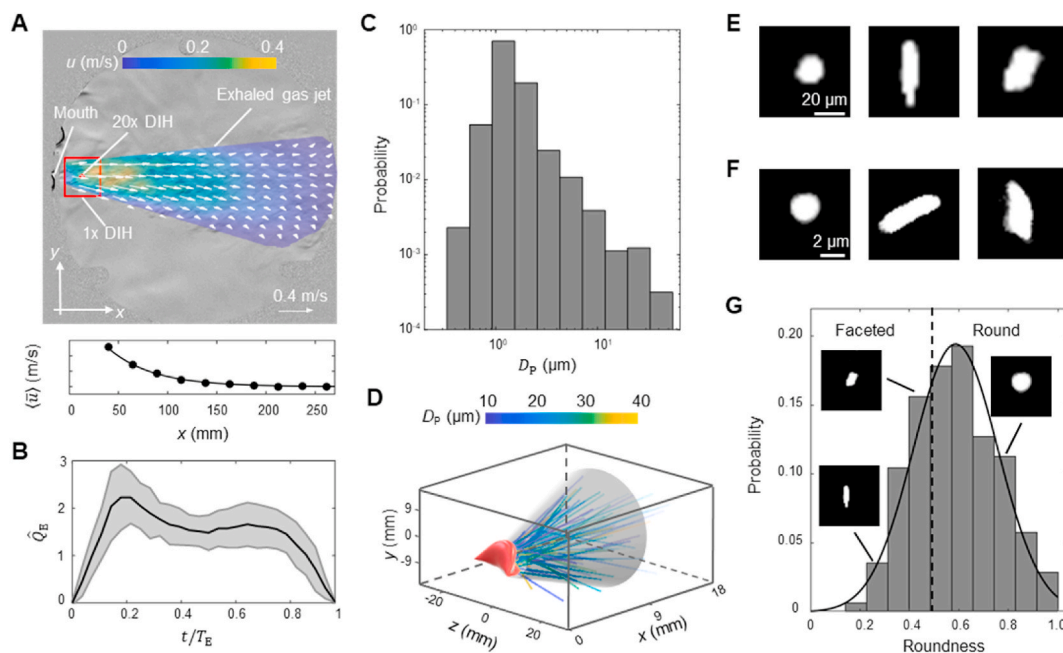 A
0 0.2 0.4
u (m/s)
Exhaled gas jet
Mouth
20x DIH
1x DIH
y
x
0.4 m/s
⟨ū⟩ (m/s)
0 50 100 150 200 250
x (mm)
B
3
2
1
0
Q̂E
0 0.2 0.4 0.6 0.8 1
t/TE
C
10⁰
10⁻¹
10⁻²
10⁻³
10⁻⁴
Probability
10⁰ 10¹
DP (μm)
D
DP (μm) 10 20 30 40
9
0
-9
y (mm)
-20 0 20
z (mm)
0 9 18
x (mm)
E
20 μm
F
2 μm
G
Faceted Round
0.20
0.15
0.10
0.05
0
Probability
0 0.2 0.4 0.6 0.8 1.0
Roundness